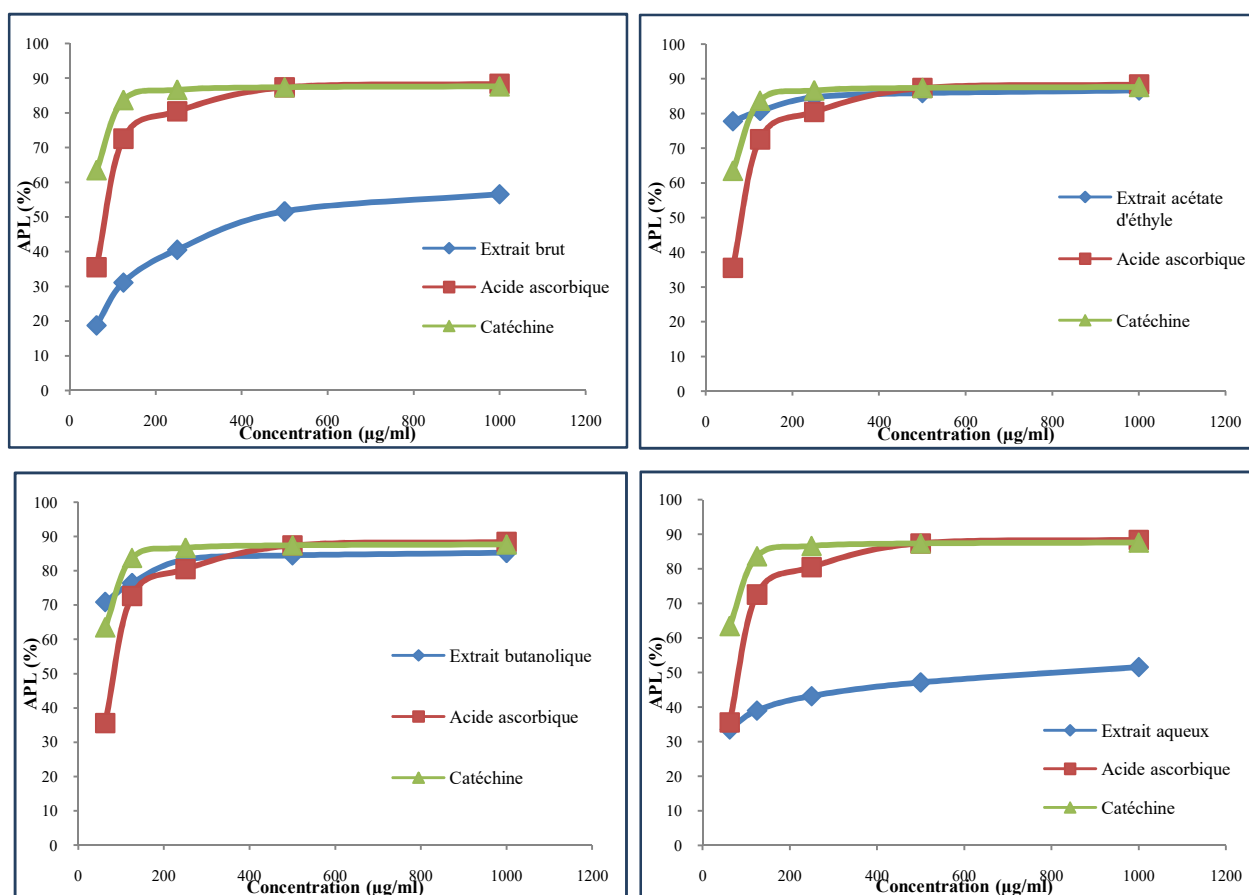 100
90
80
70
60
50
40
30
20
10
0
APL (%)
0 200 400 600 800 1000 1200
Concentration (µg/ml)
Extrait brut
Acide ascorbique
Catéchine
100
90
80
70
60
50
40
30
20
10
0
APL (%)
0 200 400 600 800 1000 1200
Concentration (µg/ml)
Extrait acétate
d'éthyle
Acide ascorbique
Catéchine
100
90
80
70
60
50
40
30
20
10
0
APL (%)
0 200 400 600 800 1000 1200
Concentration (µg/ml)
Extrait butanolique
Acide ascorbique
Catéchine
100
90
80
70
60
50
40
30
20
10
0
APL (%)
0 200 400 600 800 1000 1200
Concentration (µg/ml)
Extrait aqueux
Acide ascorbique
Catéchine